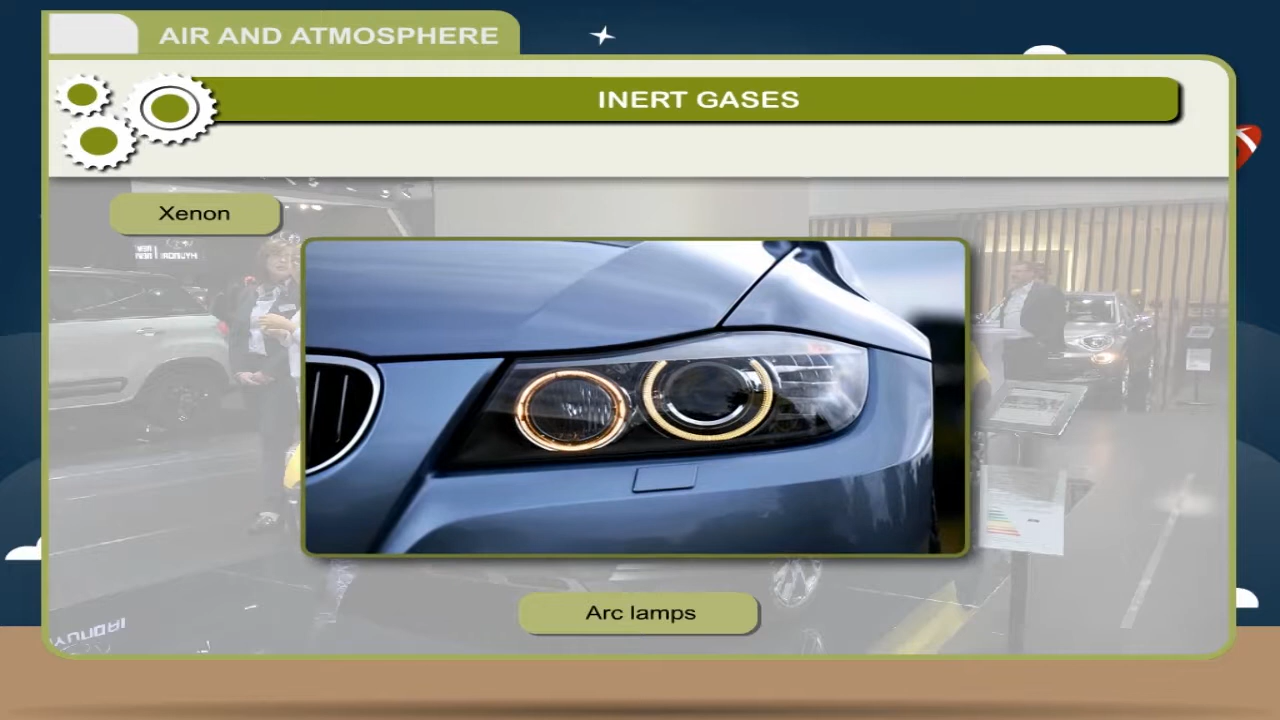 AIR AND ATMOSPHERE
INERT GASES
Xenon
Arc lamps